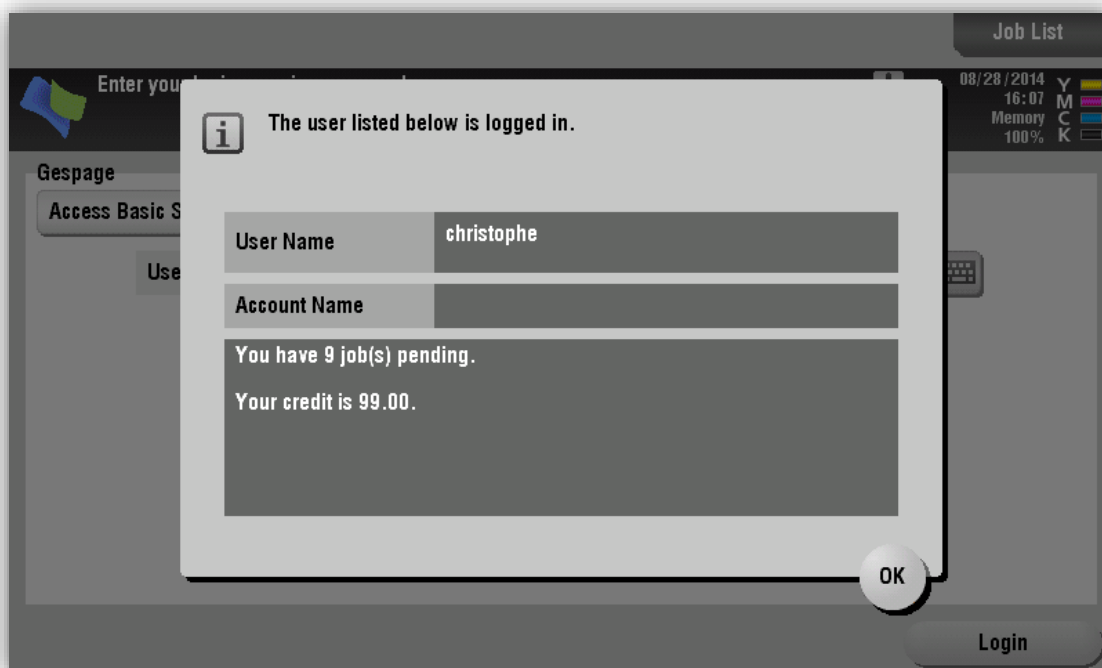 Job List
Enter you
08/28/2014
16:07
Memory
100%
Y
M
C
K
The user listed below is logged in.
Gespage
Access Basic S
User Name christophe
Use
Account Name
You have 9 job(s) pending.
Your credit is 99.00.
OK
Login